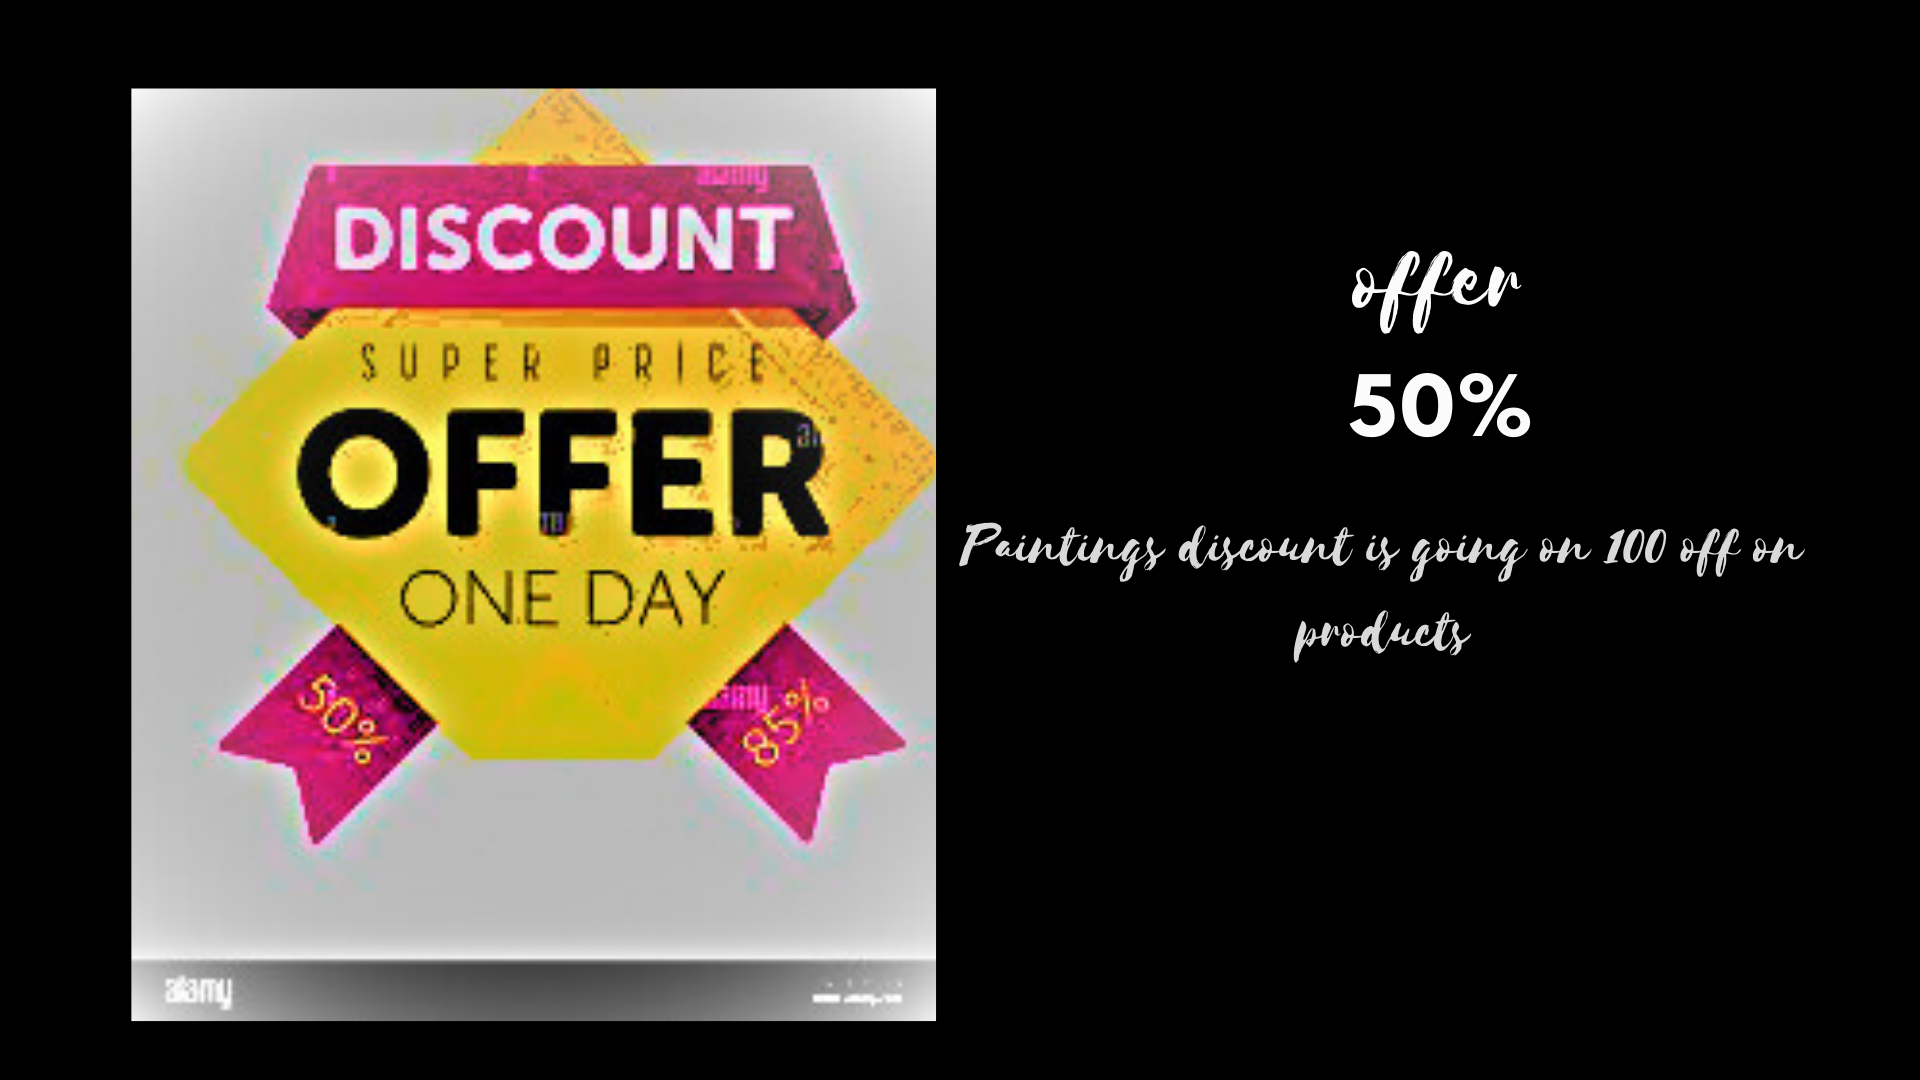 DISCOUNT
SUPER PRICE
OFFER
ONE DAY
50%
85%
alamy
offer
50%
Paintings discount is going on 100 off on
products